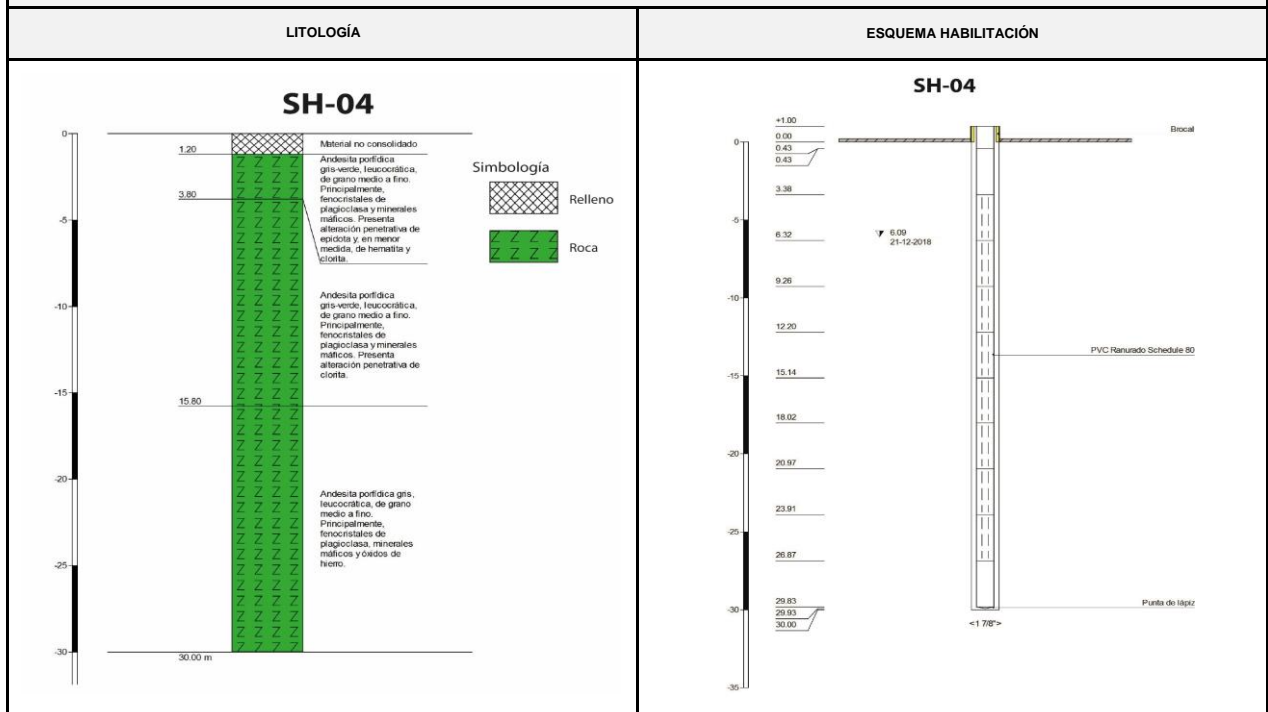 LITOLOGÍA
SH-04
0
-5
-10
-15
-20
-25
-30
1.20
3.80
15.80
30.00 m
Material no consolidado
Andesita porfídica
gris-verde, leucocrática,
de grano medio a fino.
Principalmente,
fenocristales de
plagioclasa y minerales
máficos. Presenta
alteración penetrativa de
epidota y, en menor
medida, de hematita y
clorita.
Andesita porfídica
gris-verde, leucocrática,
de grano medio a fino.
Principalmente,
fenocristales de
plagioclasa y minerales
máficos. Presenta
alteración penetrativa de
clorita.
Andesita porfídica gris,
leucocrática, de grano
medio a fino.
Principalmente,
fenocristales de
plagioclasa, minerales
máficos y óxidos de
hierro.
Simbología
Relleno
Roca
ESQUEMA HABILITACIÓN
SH-04
0
-5
-10
-15
-20
-25
-30
-35
+1.00
0.00
0.43
0.43
3.38
6.32
9.26
12.20
15.14
18.02
20.97
23.91
26.87
29.83
29.93
30.00
6.09
21-12-2018
Brocal
PVC Ranurado Schedule 80
Punta de lápiz
<1 7/8">